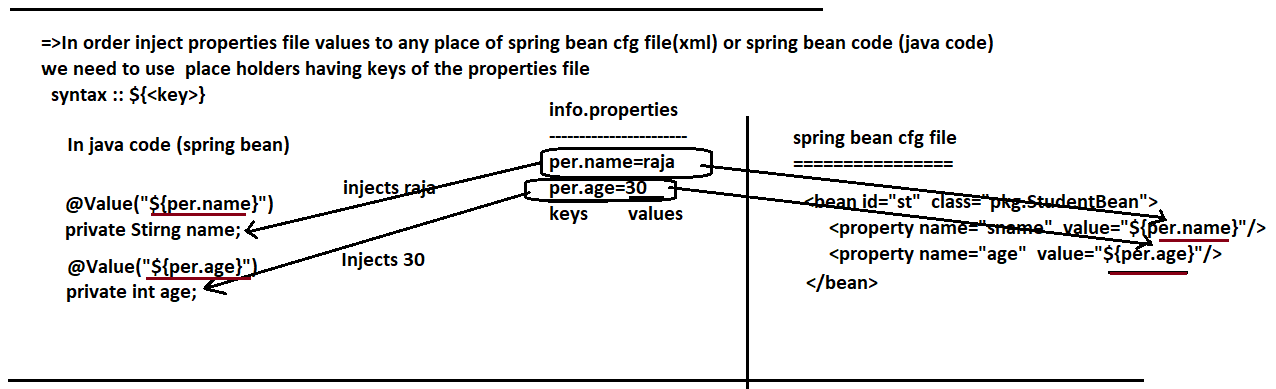 =>In order inject properties file values to any place of spring bean cfg file(xml) or spring bean code (java code)
we need to use place holders having keys of the properties file
syntax :: ${<key>}
info.properties
-----------------------
per.name=raja
per.age=30
keys values
In java code (spring bean)
injects raja
@Value("${per.name}")
private Stirng name;
Injects 30
@Value("${per.age}")
private int age;
spring bean cfg file
================
<bean id="st" class="pkg.StudentBean">
<property name="sname" value="${per.name}"/>
<property name="age" value="${per.age}"/>
</bean>